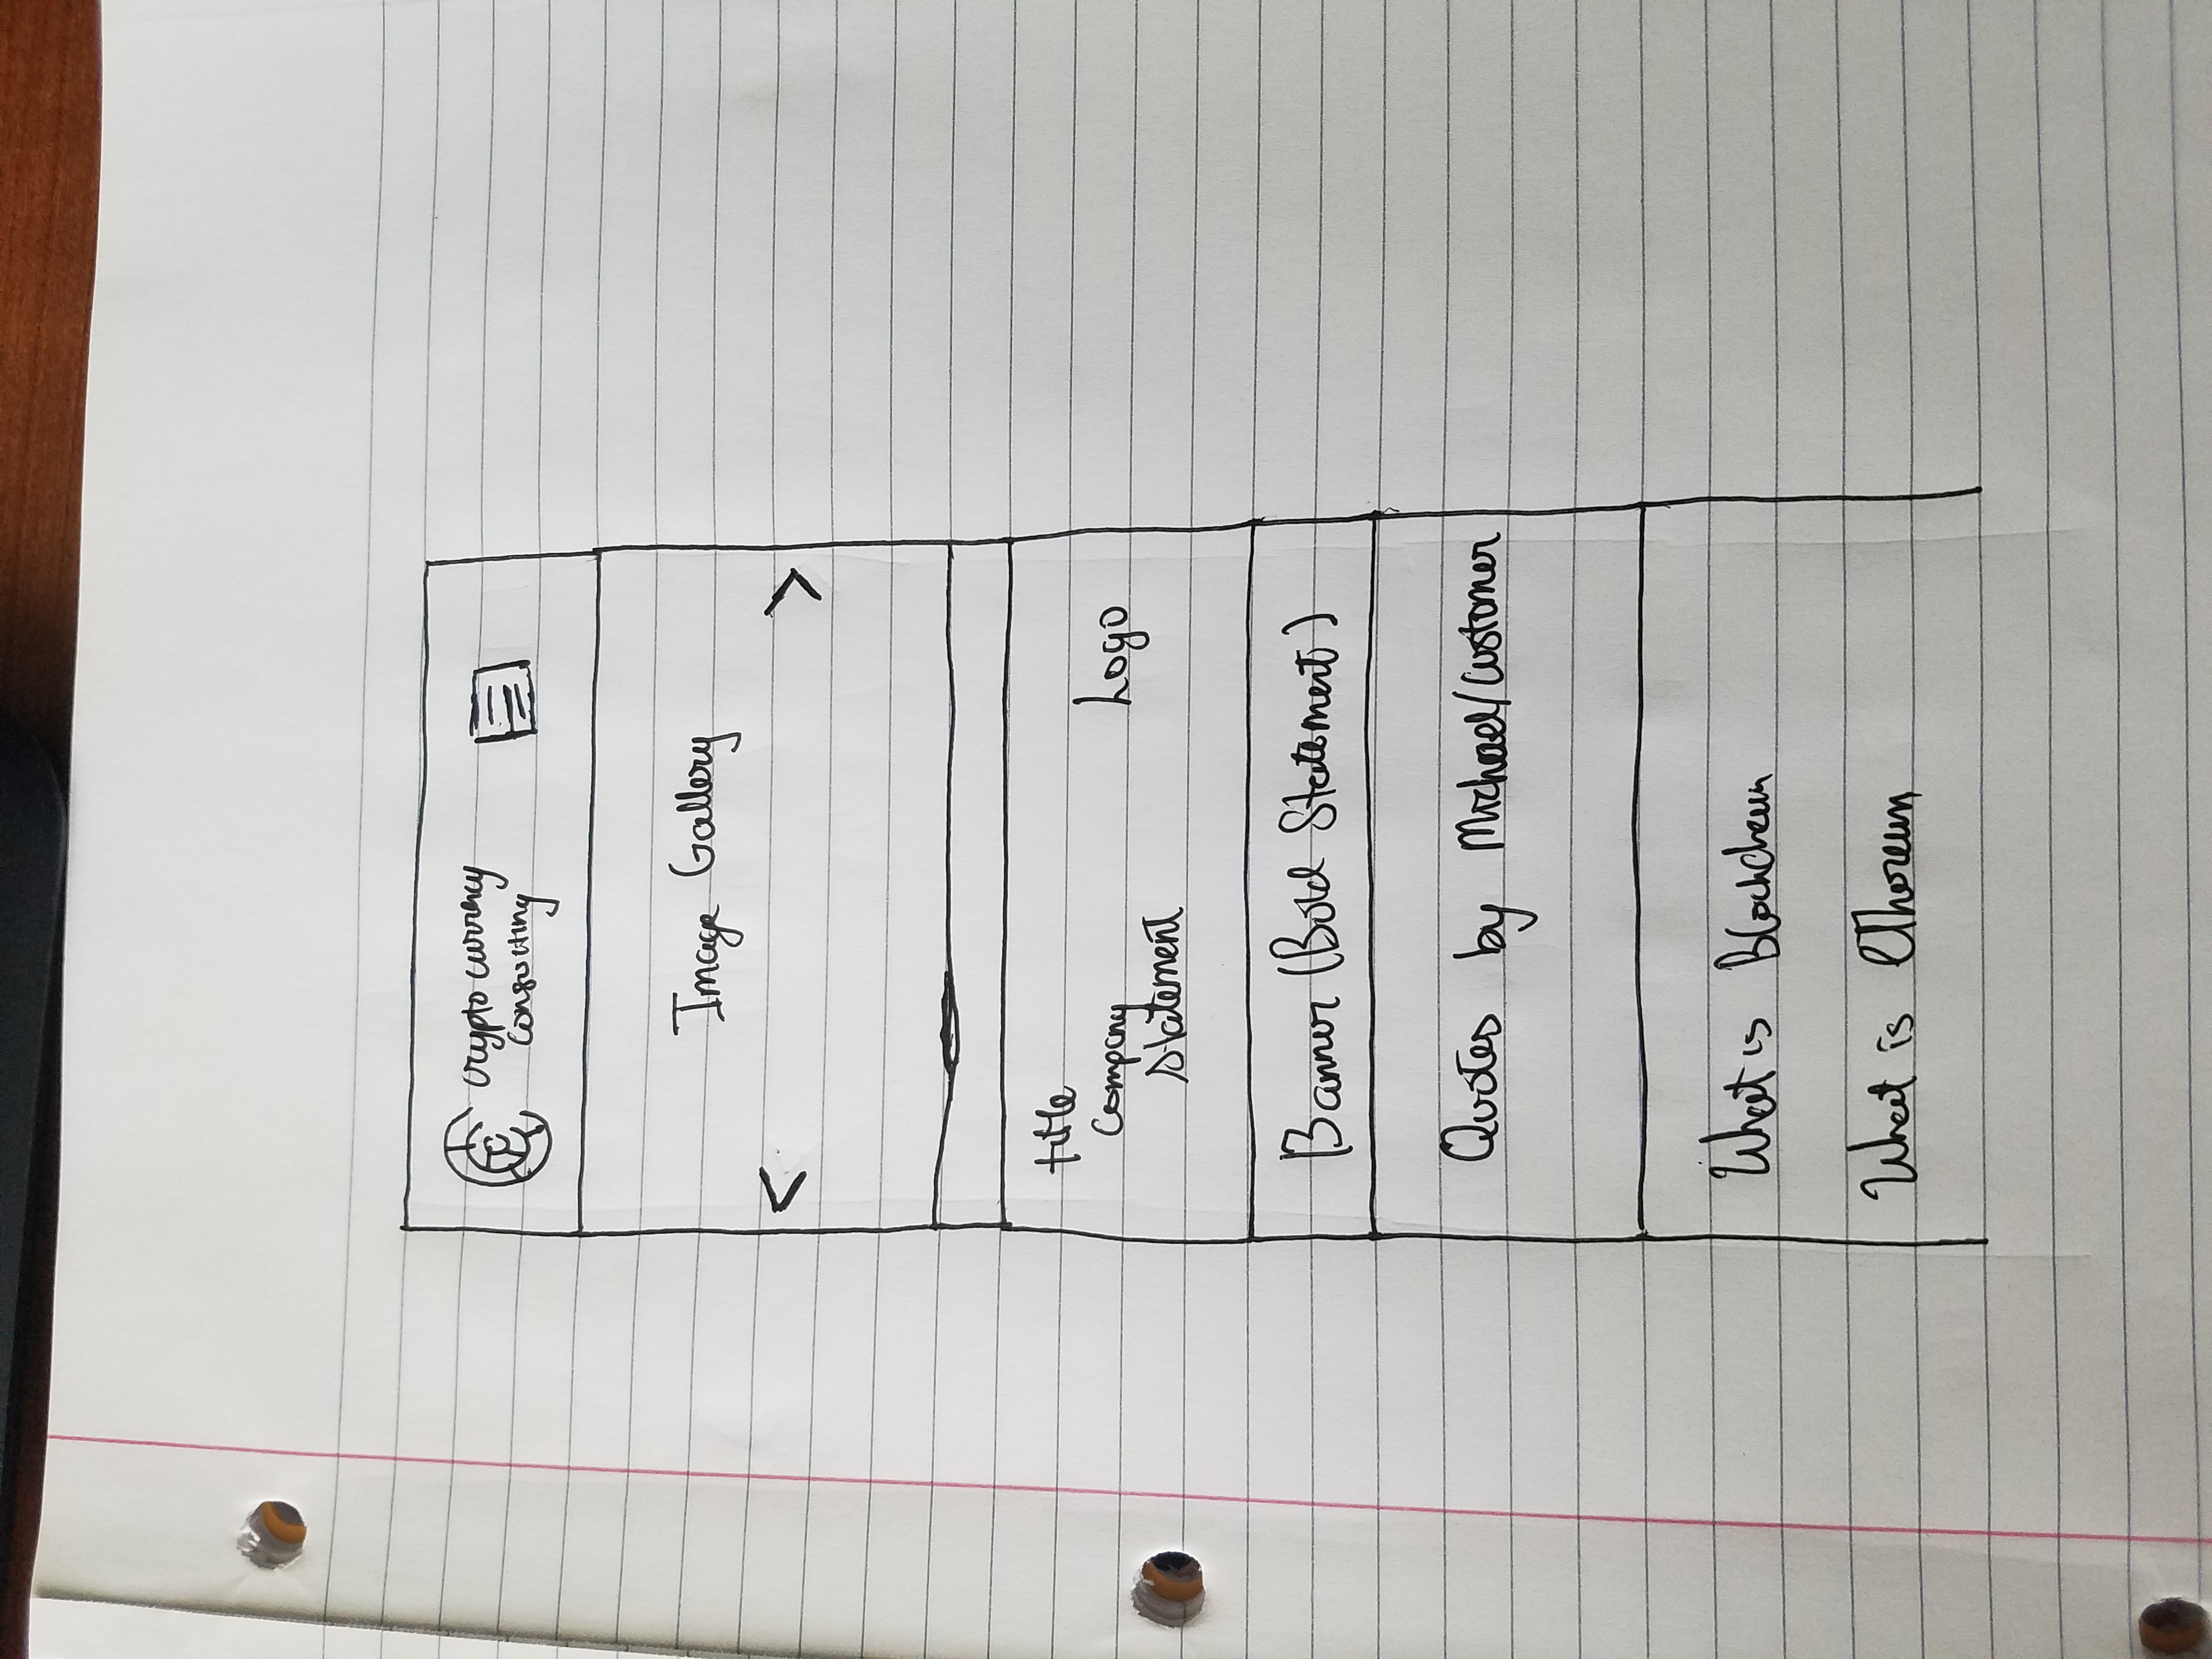 crypto currency
consulting
Image Gallery
< >
title
Company
Statement
Logo
Banner (Bold Statement)
Quotes by Michael/Customer
What is Blockchain
What is Ethereum